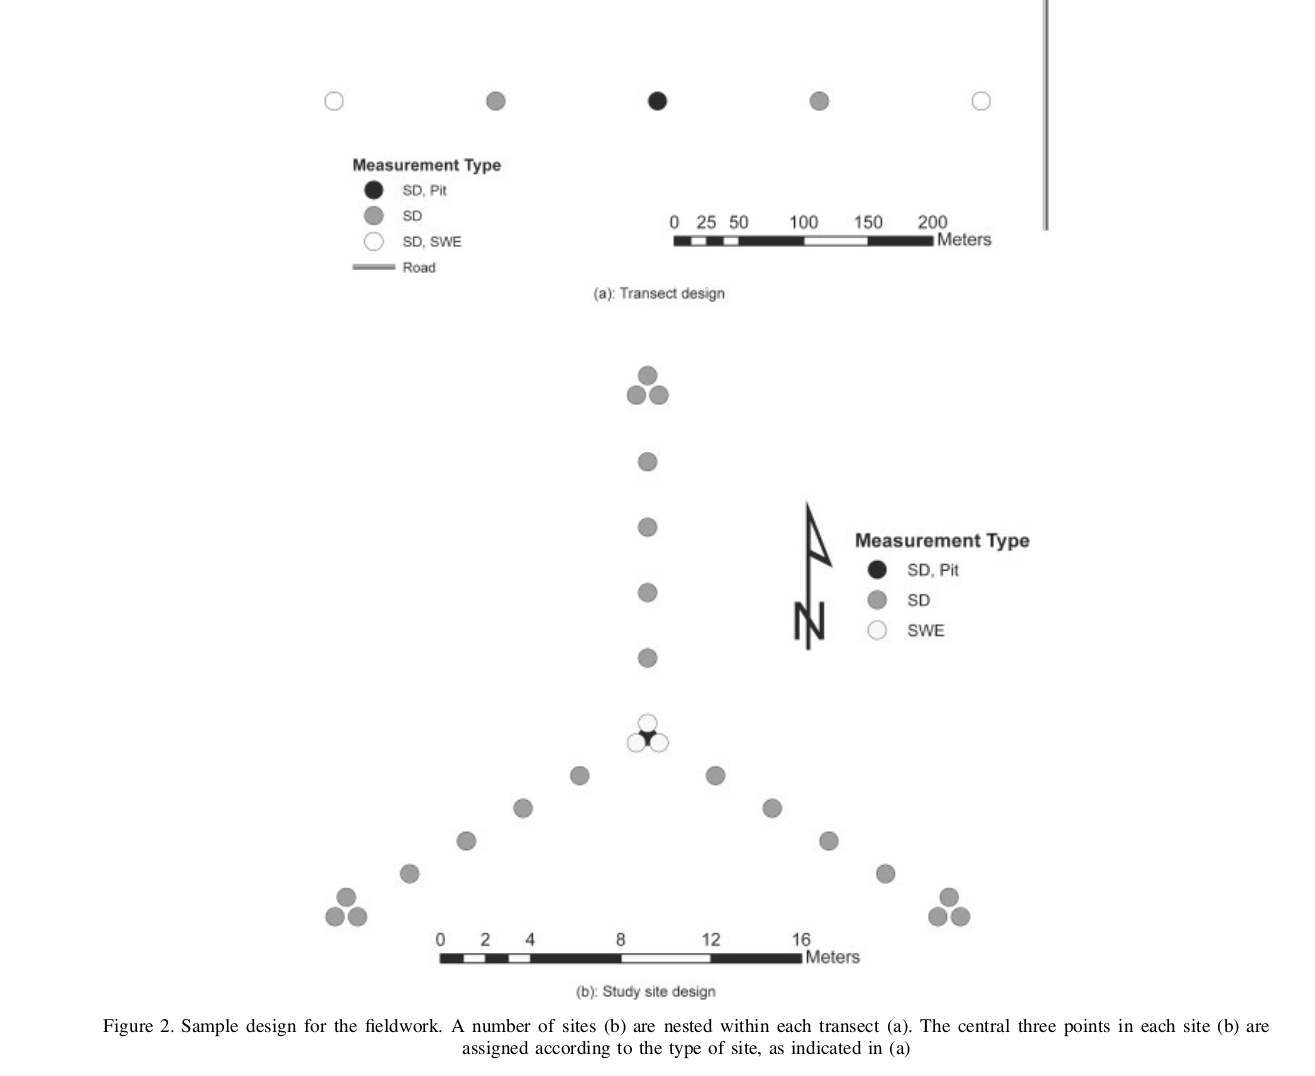 Measurement Type
SD, Pit
SD
SD, SWE
Road
0 25 50 100 150 200
Meters
(a): Transect design
N
Measurement Type
SD, Pit
SD
SWE
0 2 4 8 12 16
Meters
(b): Study site design
Figure 2. Sample design for the fieldwork. A number of sites (b) are nested within each transect (a). The central three points in each site (b) are
assigned according to the type of site, as indicated in (a)